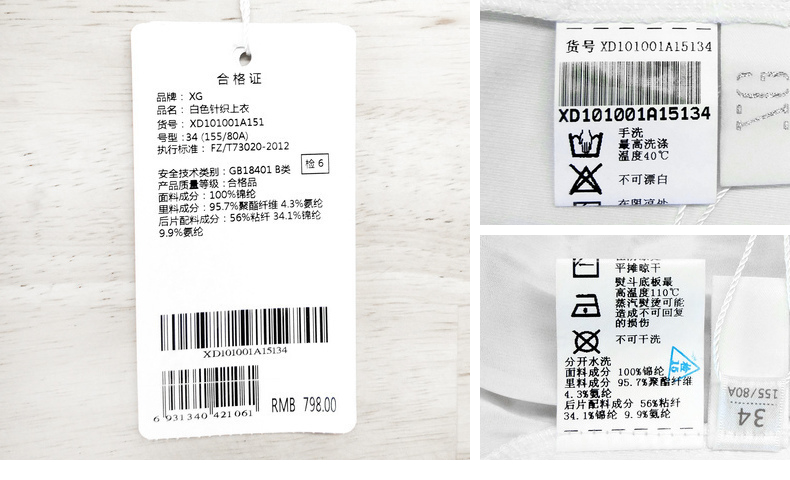 合格证
品牌： XG
品名： 白色针织上衣
货号： XD101001A151
号型 :34 (155/80A)
执行标准： FZ/T73020-2012
安全技术类别：GB18401 B类
检 6
产品质量等级 :合格品
面料成分：100%锦纶
里料成分：95.7%聚酯纤维 4.3%氨纶
后片配料成分：56%粘纤 34.1%锦纶
9.9%氨纶
XD101001A15134
6 931340 421061
RMB 798.00
货号 XD101001A15134
XD101001A15134
手洗
最高洗涤
温度40℃
不可漂白
在阴凉处
平摊晾干
熨斗底板最
高温度110℃
蒸汽熨烫可能
造成不可回复
的损伤
不可干洗
分开水洗
面料成分 100%锦纶
里料成分 95.7%聚酯纤维
4.3%氨纶
后片配料成分 56%粘纤
34.1%锦纶 9.9%氨纶
34
155/80A